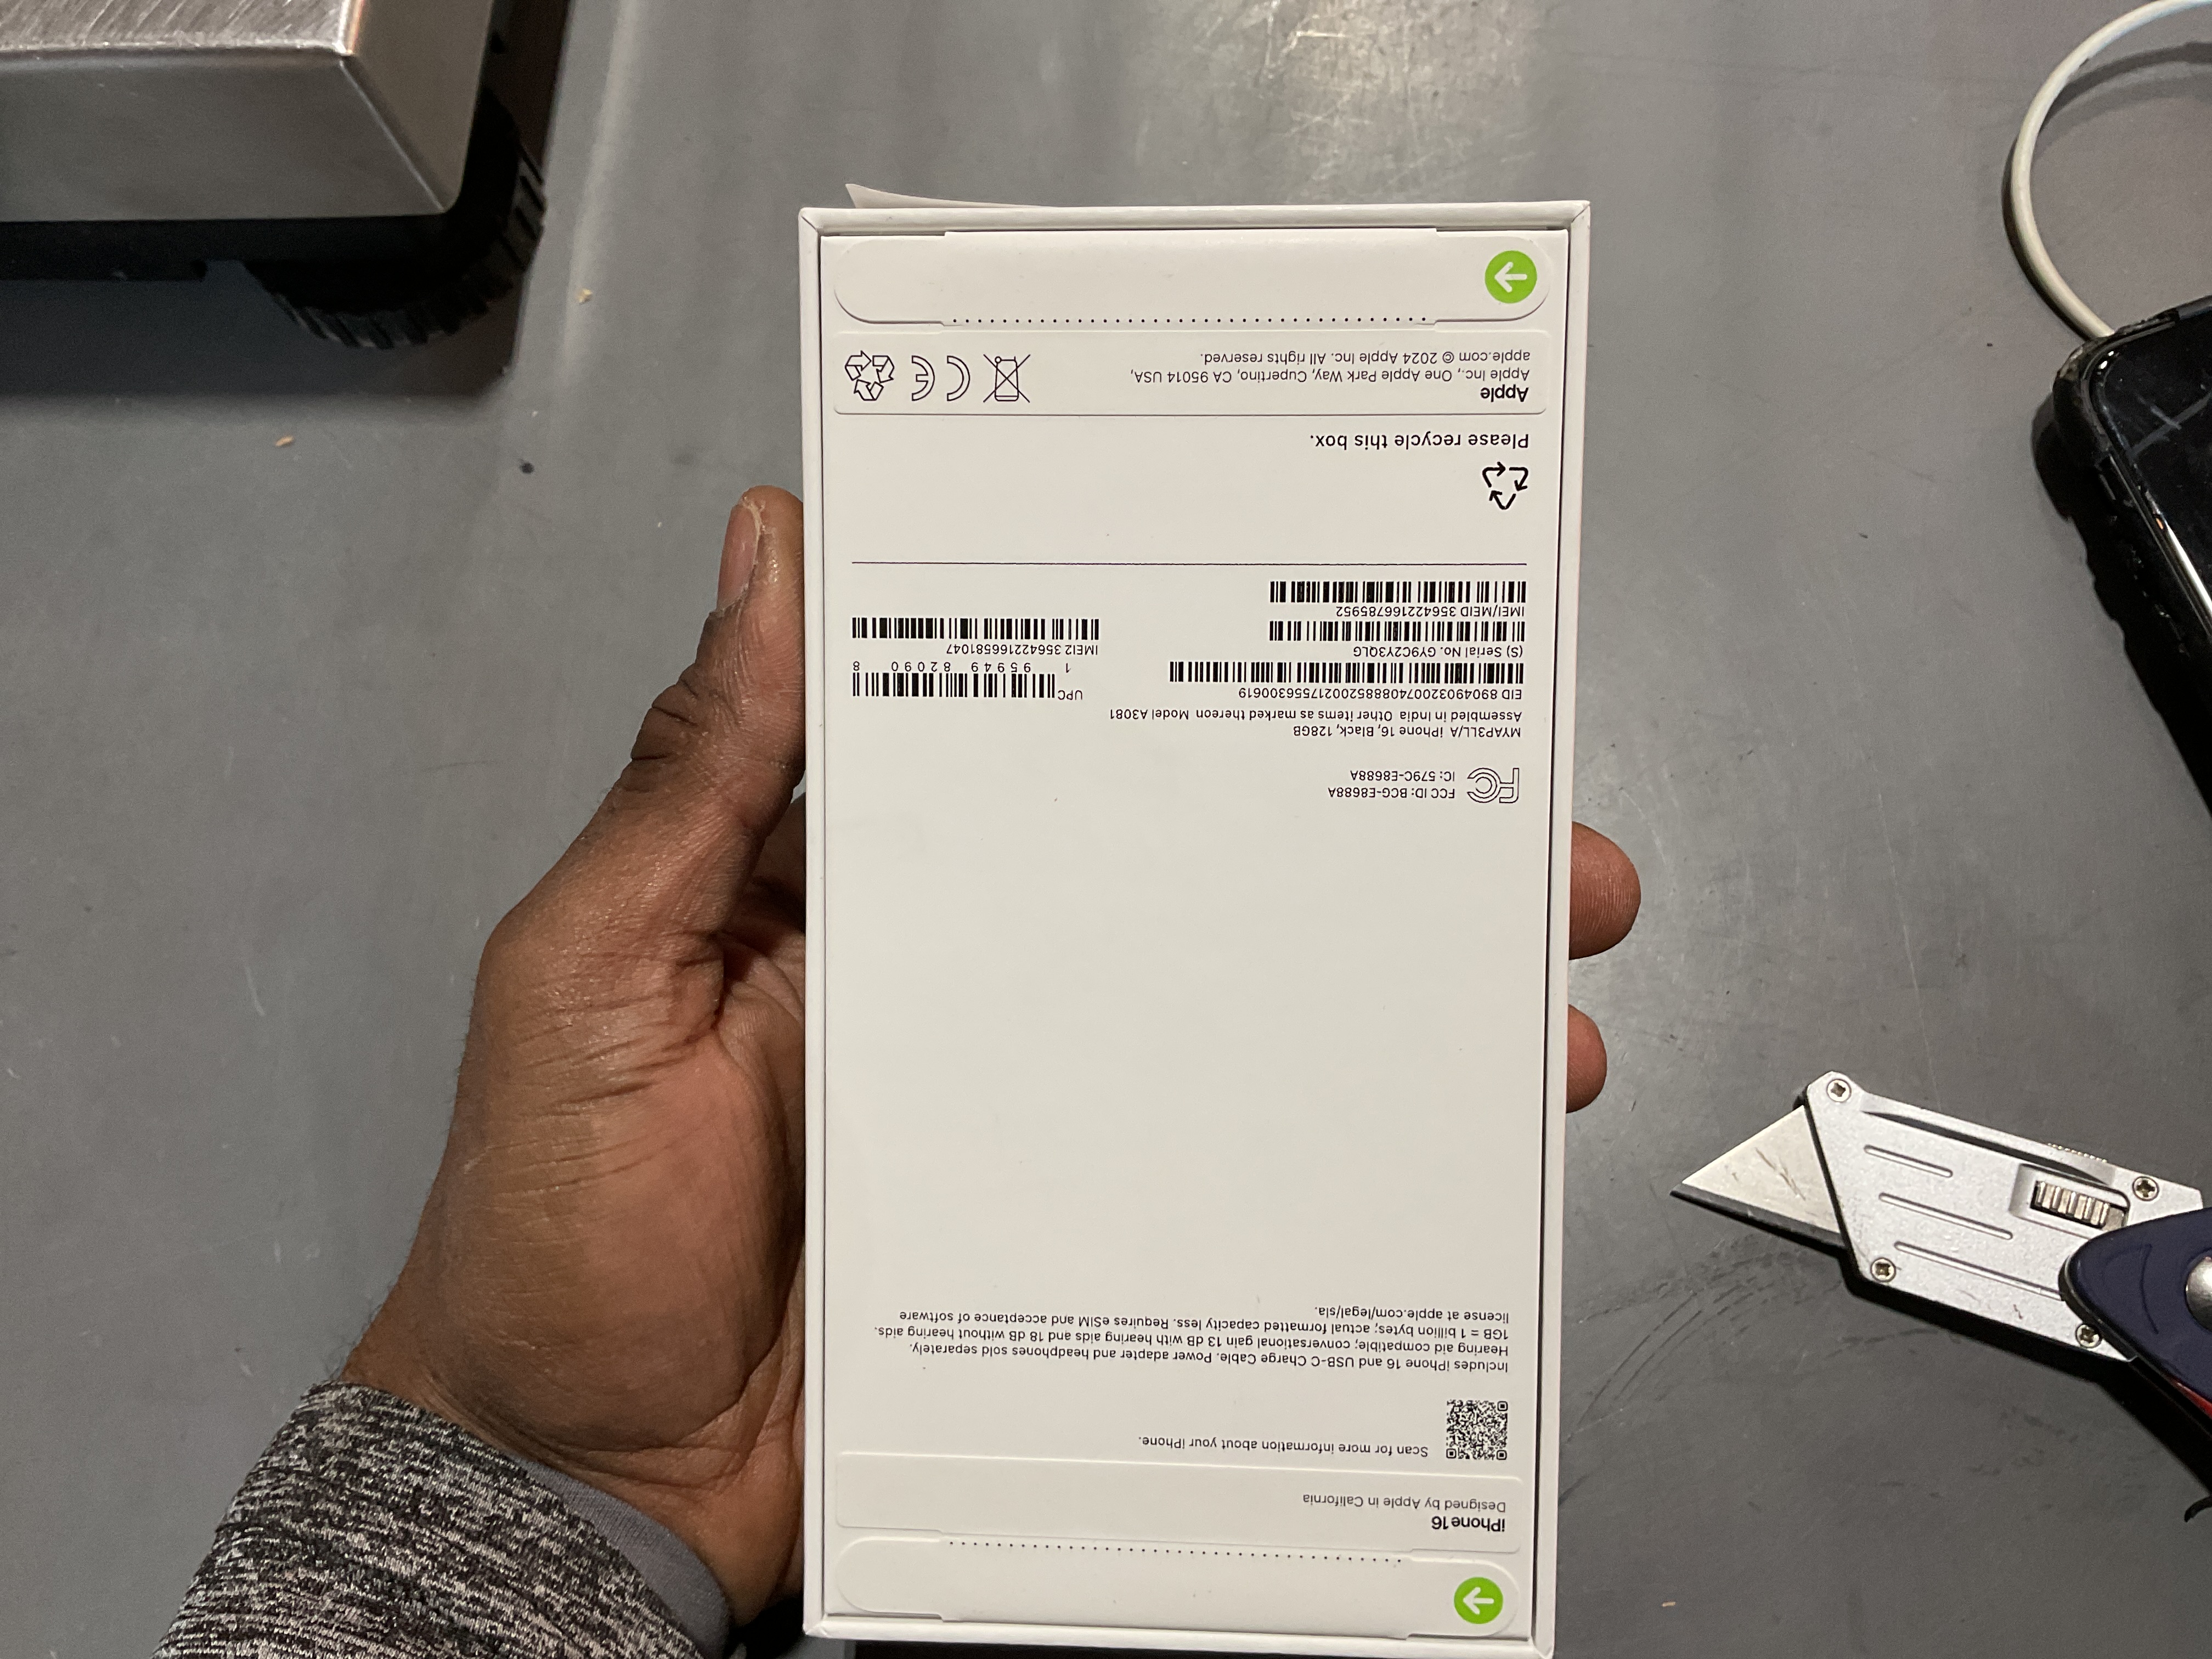 iPhone 16
Designed by Apple in California
Scan for more information about your iPhone.
Includes iPhone 16 and USB-C Charge Cable. Power adapter and headphones sold separately.
Hearing aid compatible; conversational gain 13 dB with hearing aids and 18 dB without hearing aids.
1GB = 1 billion bytes; actual formatted capacity less. Requires eSIM and acceptance of software
license at apple.com/legal/sla.
FCC ID: BCG-E8688A
IC: 579C-E8688A
MYAP3LL/A iPhone 16, Black, 128GB
Assembled in India Other items as marked thereon Model A3081
EID 89049032007408885200217556300619
UPC
1 95949 82090 8
(S) Serial No. GY9C2Y3QLG
IMEI2 356422166581047
IMEI/MEID 356422166785952
Please recycle this box.
Apple
Apple Inc., One Apple Park Way, Cupertino, CA 95014 USA,
apple.com © 2024 Apple Inc. All rights reserved.
CE